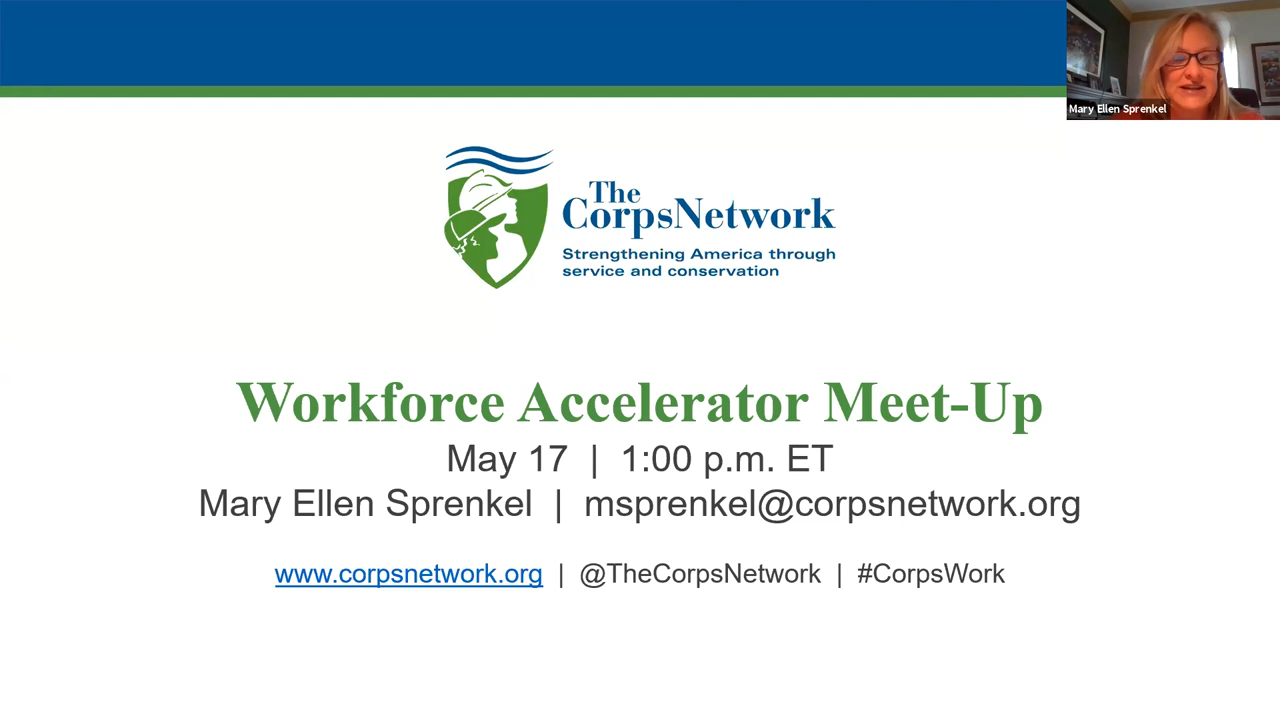 Mary Ellen Sprenkel
The
CorpsNetwork
Strengthening America through
service and conservation
Workforce Accelerator Meet-Up
May 17 | 1:00 p.m. ET
Mary Ellen Sprenkel | msprenkel@corpsnetwork.org
www.corpsnetwork.org | @TheCorpsNetwork | #CorpsWork